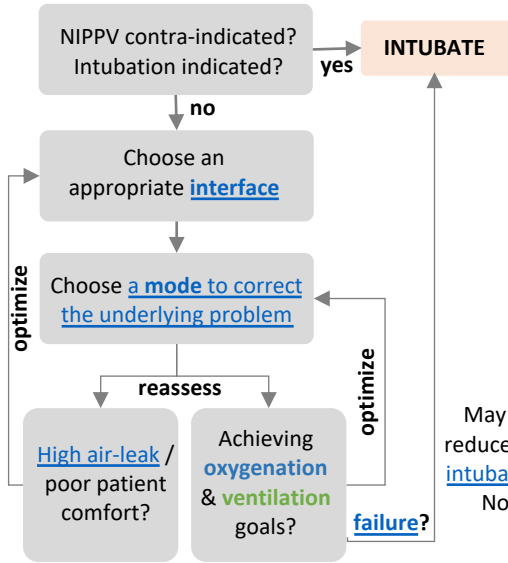 NIPPV contra-indicated?
Intubation indicated?
yes
INTUBATE
no
Choose an
appropriate interface
optimize
Choose a mode to correct
the underlying problem
reassess
optimize
High air-leak /
poor patient
comfort?
Achieving
oxygenation
& ventilation
goals?
failure?
May
reduce
intuba
No